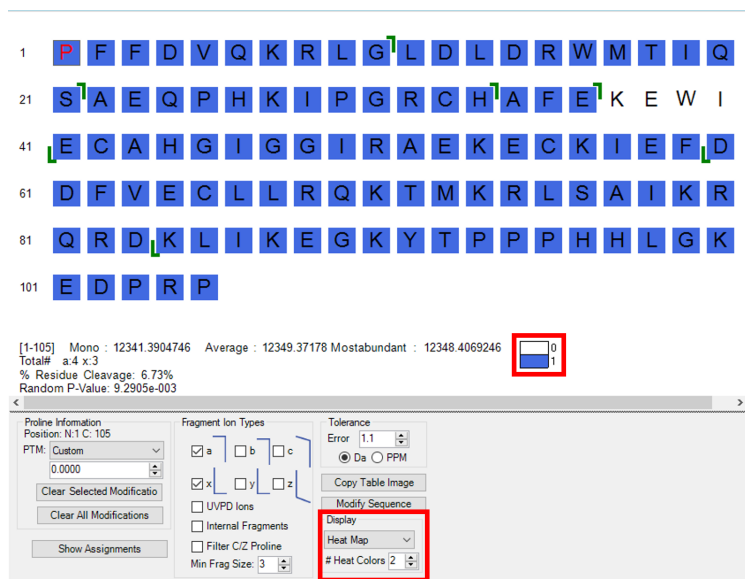 1 P F F D V Q K R L G L D L D R W M T I Q
21 S A E Q P H K I P G R C H A F E K E W I
41 E C A H G I G G I R A E K E C K I E F D
61 D F V E C L L R Q K T M K R L S A I K R
81 Q R D K L I K E G K Y T P P P H H L G K
101 E D P R P
[1-105] Mono : 12341.3904746 Average : 12349.37178 Mostabundant : 12348.4069246
0
1
Total# a:4 x:3
% Residue Cleavage: 6.73%
Random P-Value: 9.2905e-003
Proline Information
Position: N:1 C: 105
PTM: Custom
0.0000
Clear Selected Modificatio
Clear All Modifications
Show Assignments
Fragment Ion Types
a b c
x y z
UVPD Ions
Internal Fragments
Filter C/Z Proline
Min Frag Size: 3
Tolerance
Error 1.1
Da PPM
Copy Table Image
Modify Sequence
Display
Heat Map
# Heat Colors 2